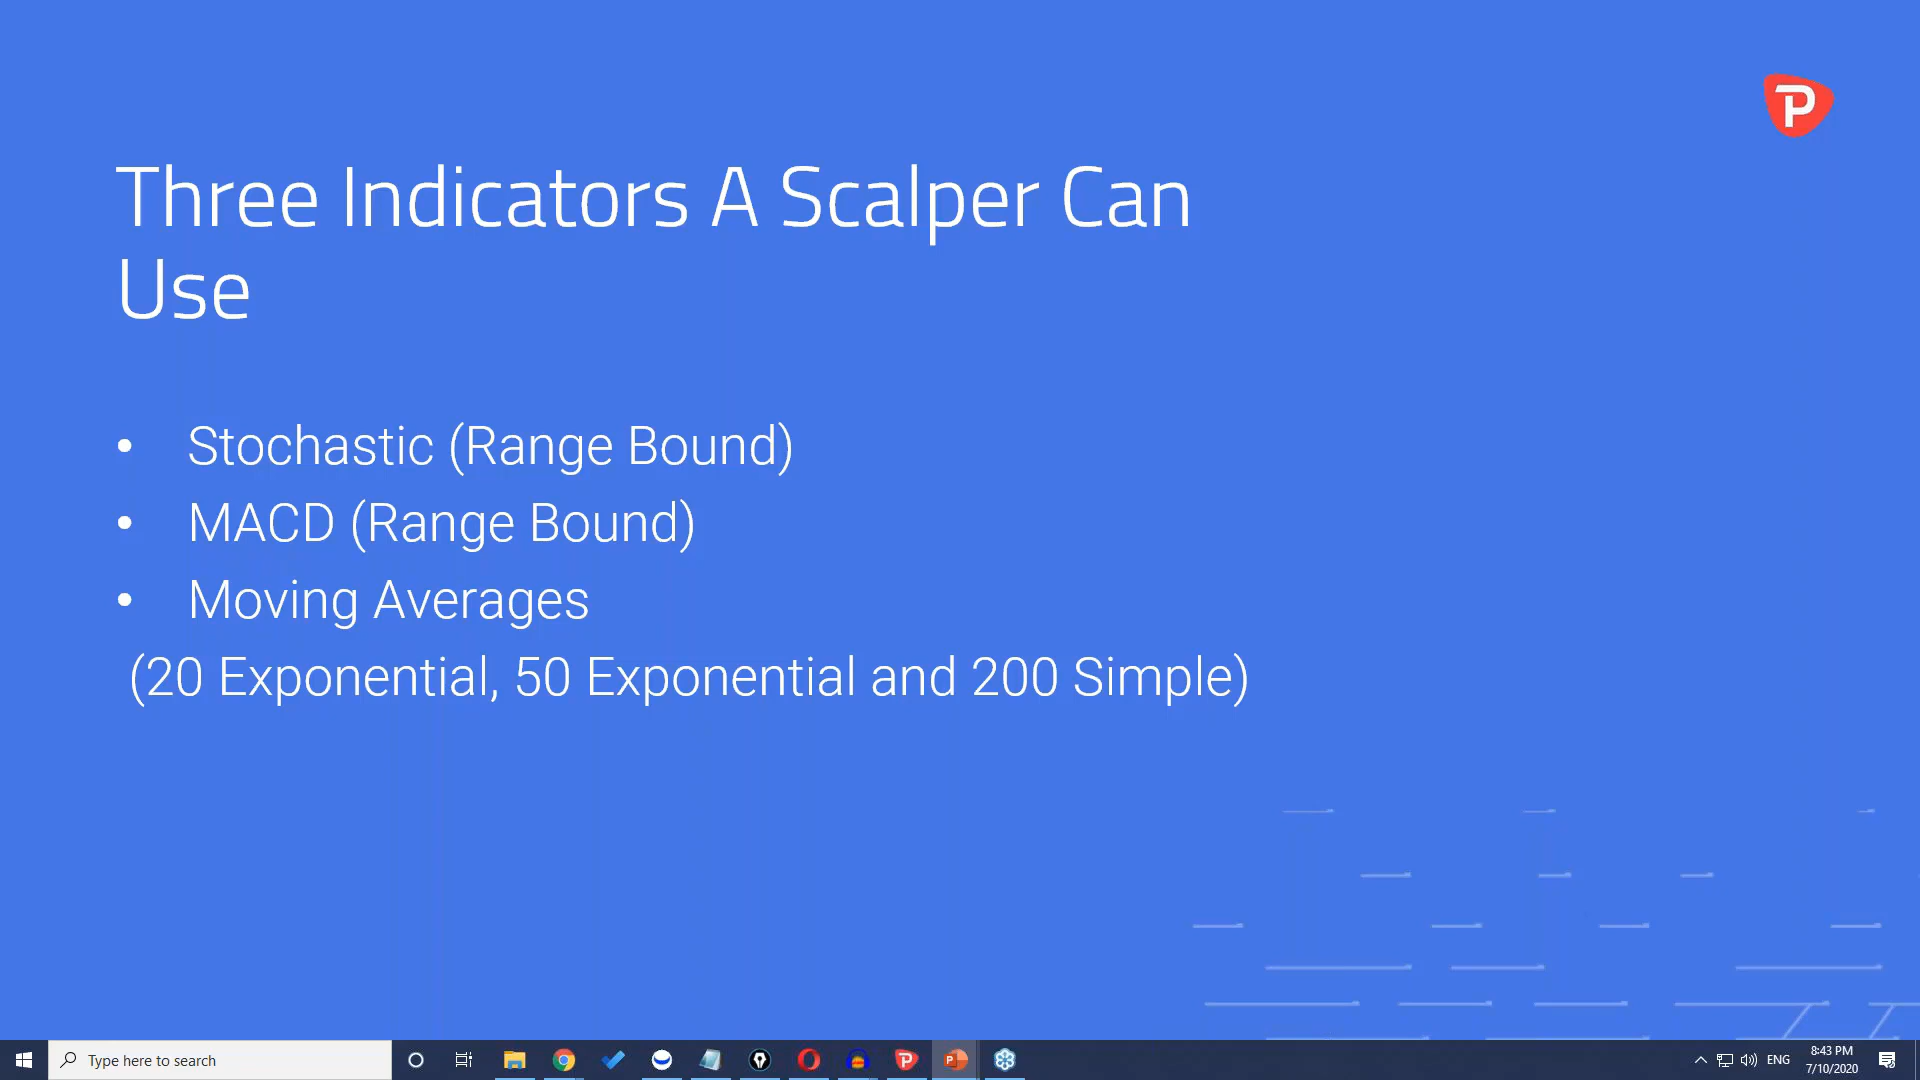 P
Three Indicators A Scalper Can
Use
• Stochastic (Range Bound)
• MACD (Range Bound)
• Moving Averages
(20 Exponential, 50 Exponential and 200 Simple)
Type here to search
P
P
ENG
8:43 PM
7/10/2020